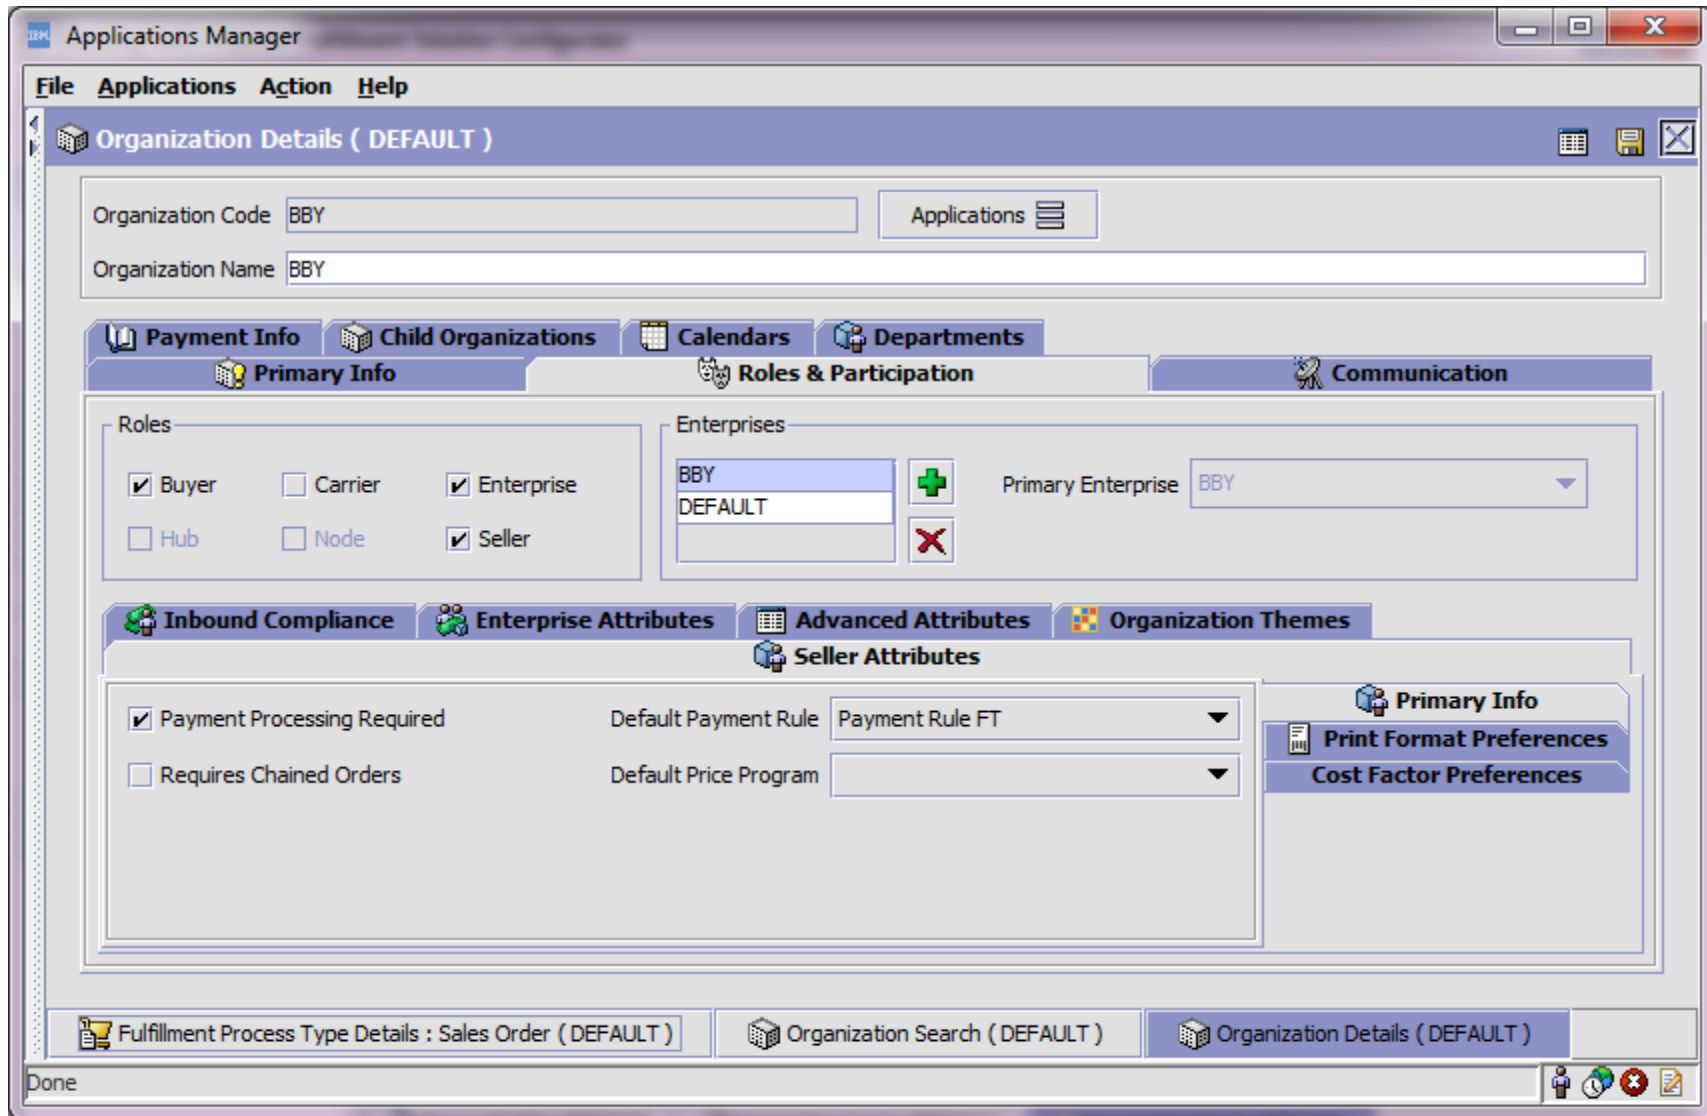 IBM Applications Manager
File Applications Action Help
Organization Details ( DEFAULT )
Organization Code BBY Applications
Organization Name BBY
Payment Info Child Organizations Calendars Departments
Primary Info Roles & Participation Communication
Roles
Buyer Carrier Enterprise
Hub Node Seller
Enterprises
BBY
DEFAULT
Primary Enterprise BBY
Inbound Compliance Enterprise Attributes Advanced Attributes Organization Themes
Seller Attributes
Payment Processing Required Default Payment Rule Payment Rule FT
Requires Chained Orders Default Price Program
Primary Info
Print Format Preferences
Cost Factor Preferences
Fulfillment Process Type Details : Sales Order ( DEFAULT ) Organization Search ( DEFAULT ) Organization Details ( DEFAULT )
Done